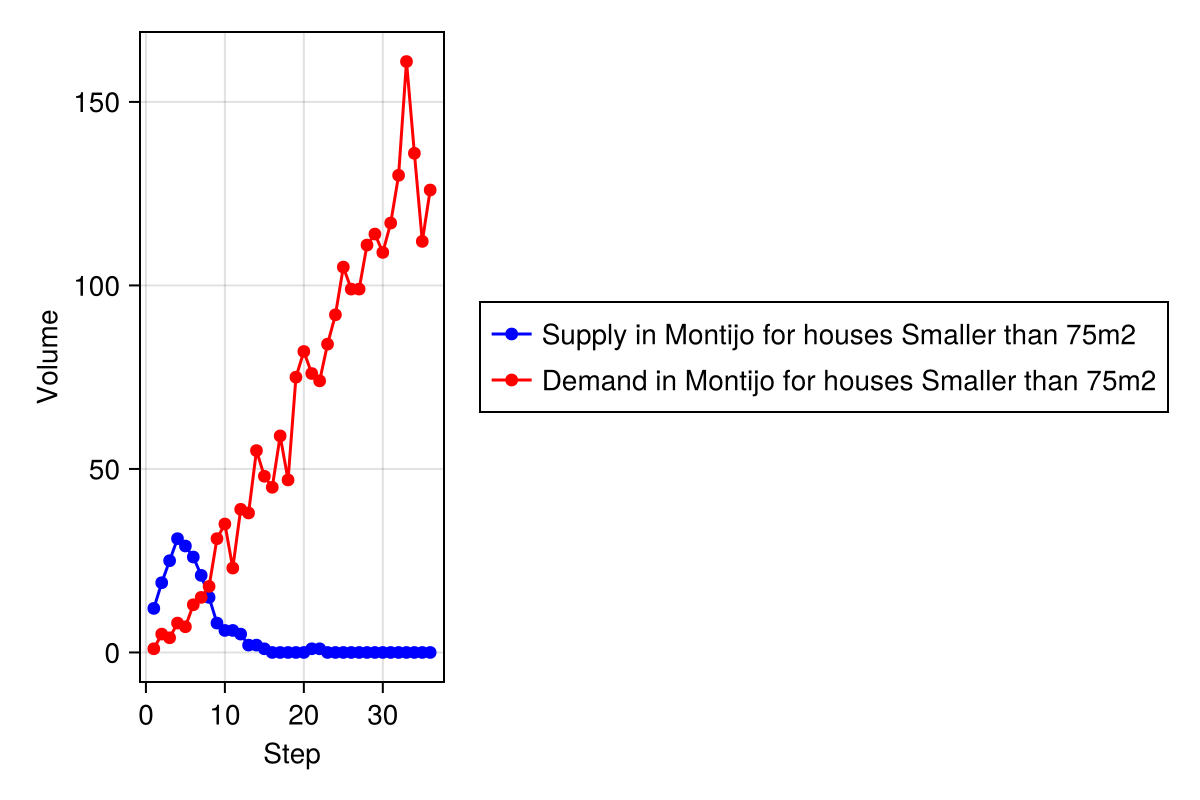 Volume
150
100
50
0
0 10 20 30
Step
Supply in Montijo for houses Smaller than 75m2
Demand in Montijo for houses Smaller than 75m2